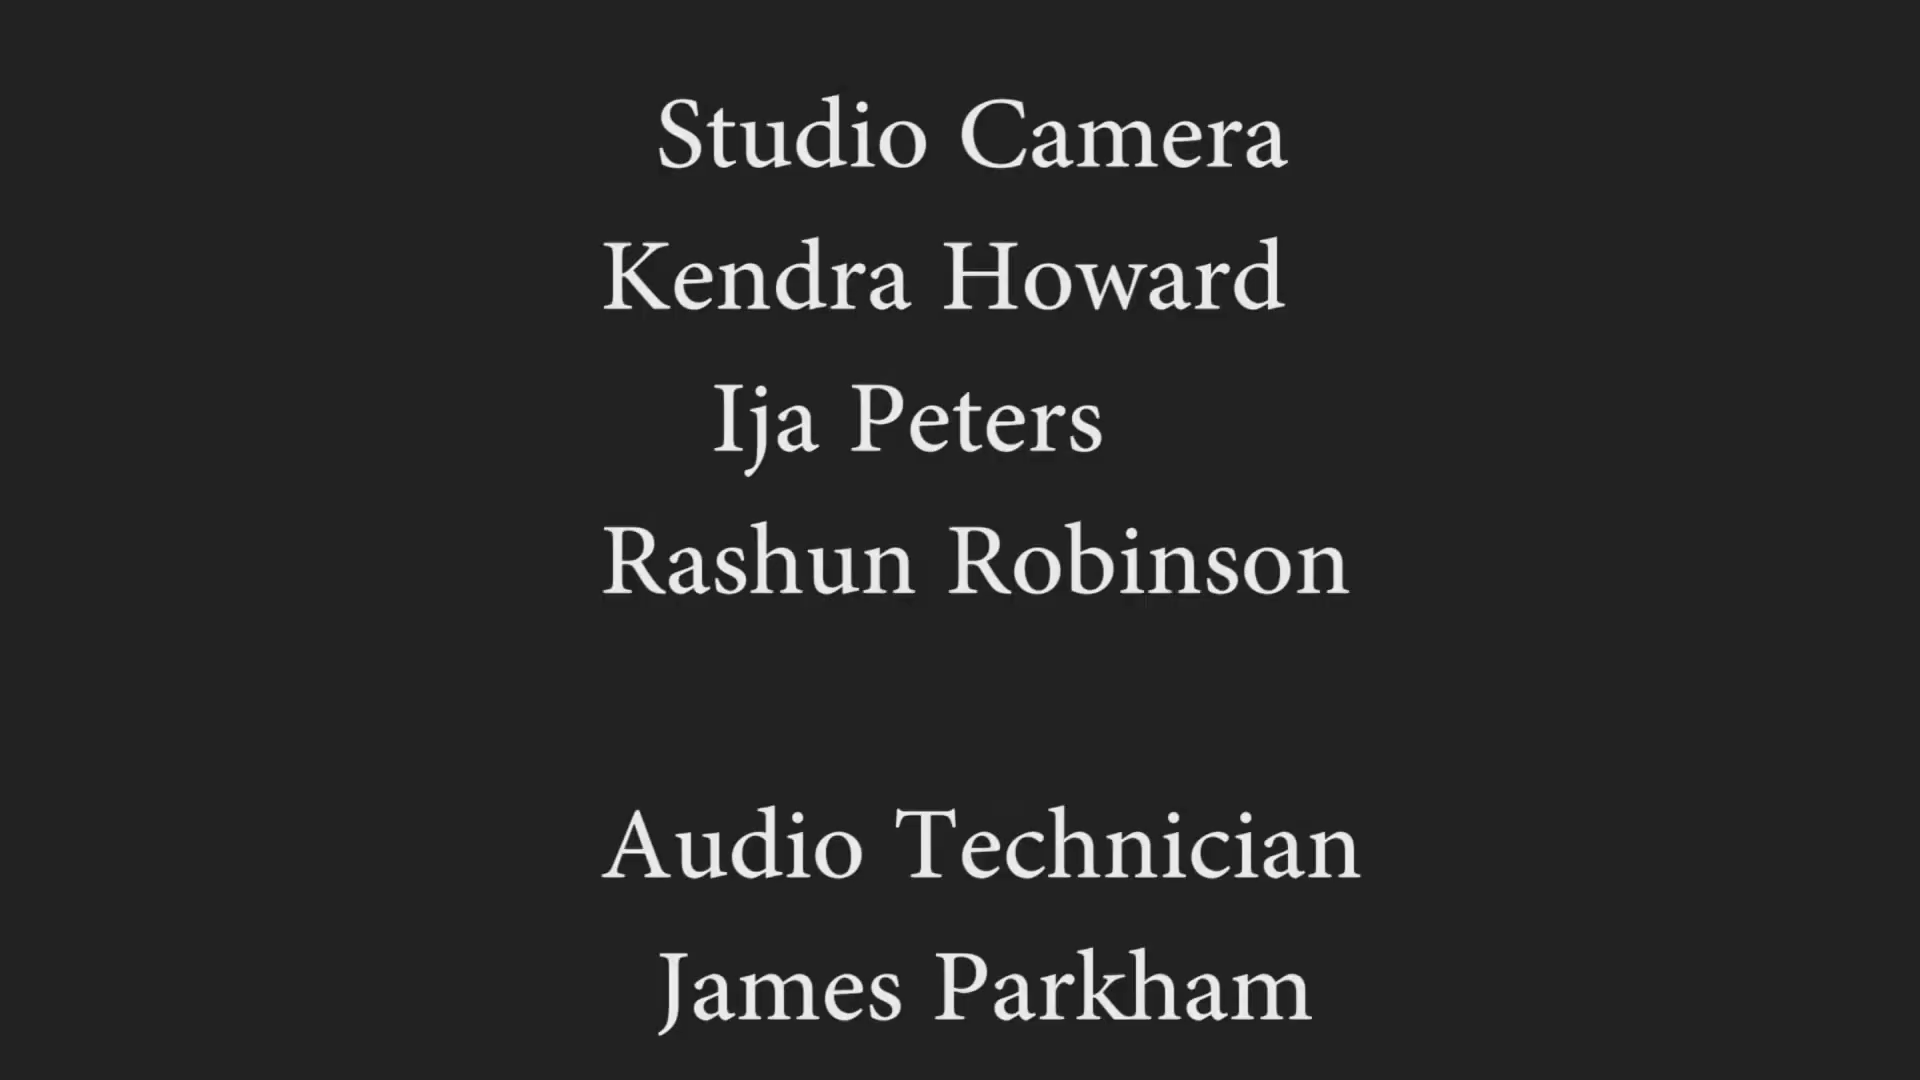 Studio Camera
Kendra Howard
Ija Peters
Rashun Robinson
Audio Technician
James Parkham